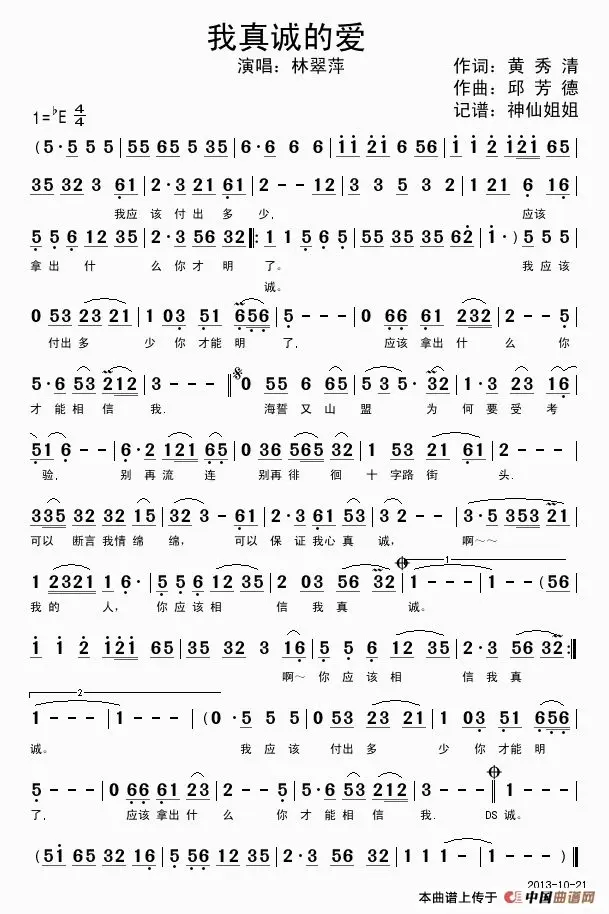 我真诚的爱
演唱：林翠萍
作词：黄 秀 清
作曲：邱 芳 德
记谱：神仙姐姐
1=♭E 4/4
(5·5 5 5|55 65 5 35|6·6 6 6|1121 6 56|1 1 2 12165
35 32 3 61|2·3 21 61|2--12|3 3 5 3 2|1 21 6 16|
我应 该 付 出 多 少, 应该
5 5 6 12 35|2·3 56 32|:1 1 5 6 5|55 35 35 62|1·)5 5 5|
拿 出 什 么 你 才 明 了。 我 应 该
诚。
0 53 23 21|1 03 51 656|5--5|0 66 61 232|2--5|
付出 多 少 你 才能 明 了, 应该 拿出 什 么 你
5·6 53 212|3---‖0 55 6 65|5 3 5·32|1·3 23 16|
才 能 相 信 我. 海誓 又 山 盟 为 何 要 受 考
51 6--|6·2 121 65|0 36 565 32|1 53 21 61|2---|
验, 别 再 流 连 别再 徘 徊 十 字路 街 头.
335 32 32 15|32 3-61|2·3 61 53|3 2--|3·5 353 21|
可以 断言 我情 绵 绵, 可以 保 证 我心 真 诚, 啊～～
1 2321 1 6·|5 5 6 12 35|2 03 56 32|1---|1--(56|
我 的 人, 你 应 该 相 信 我 真 诚。
1 1 2 121 65|35 32 3 16|5 5 6 12 35|2·3 56 32:‖
啊～ 你 应 该 相 信 我 真
2
1---|1---|(0·5 5 5|0 53 23 21|1 03 51 656|
诚。 我 应 该 付出 多 少 你 才能 明
5---|0 66 61 23|2--5|5·6 53 212|3---‖1---|
了, 应该 拿出 什 么 你 才 能 相 信 我. DS 诚。
(51 65 32 16|5 56 12 35|2·3 56 32|111 1-)‖
2013-10-21
本曲谱上传于 中国曲谱网